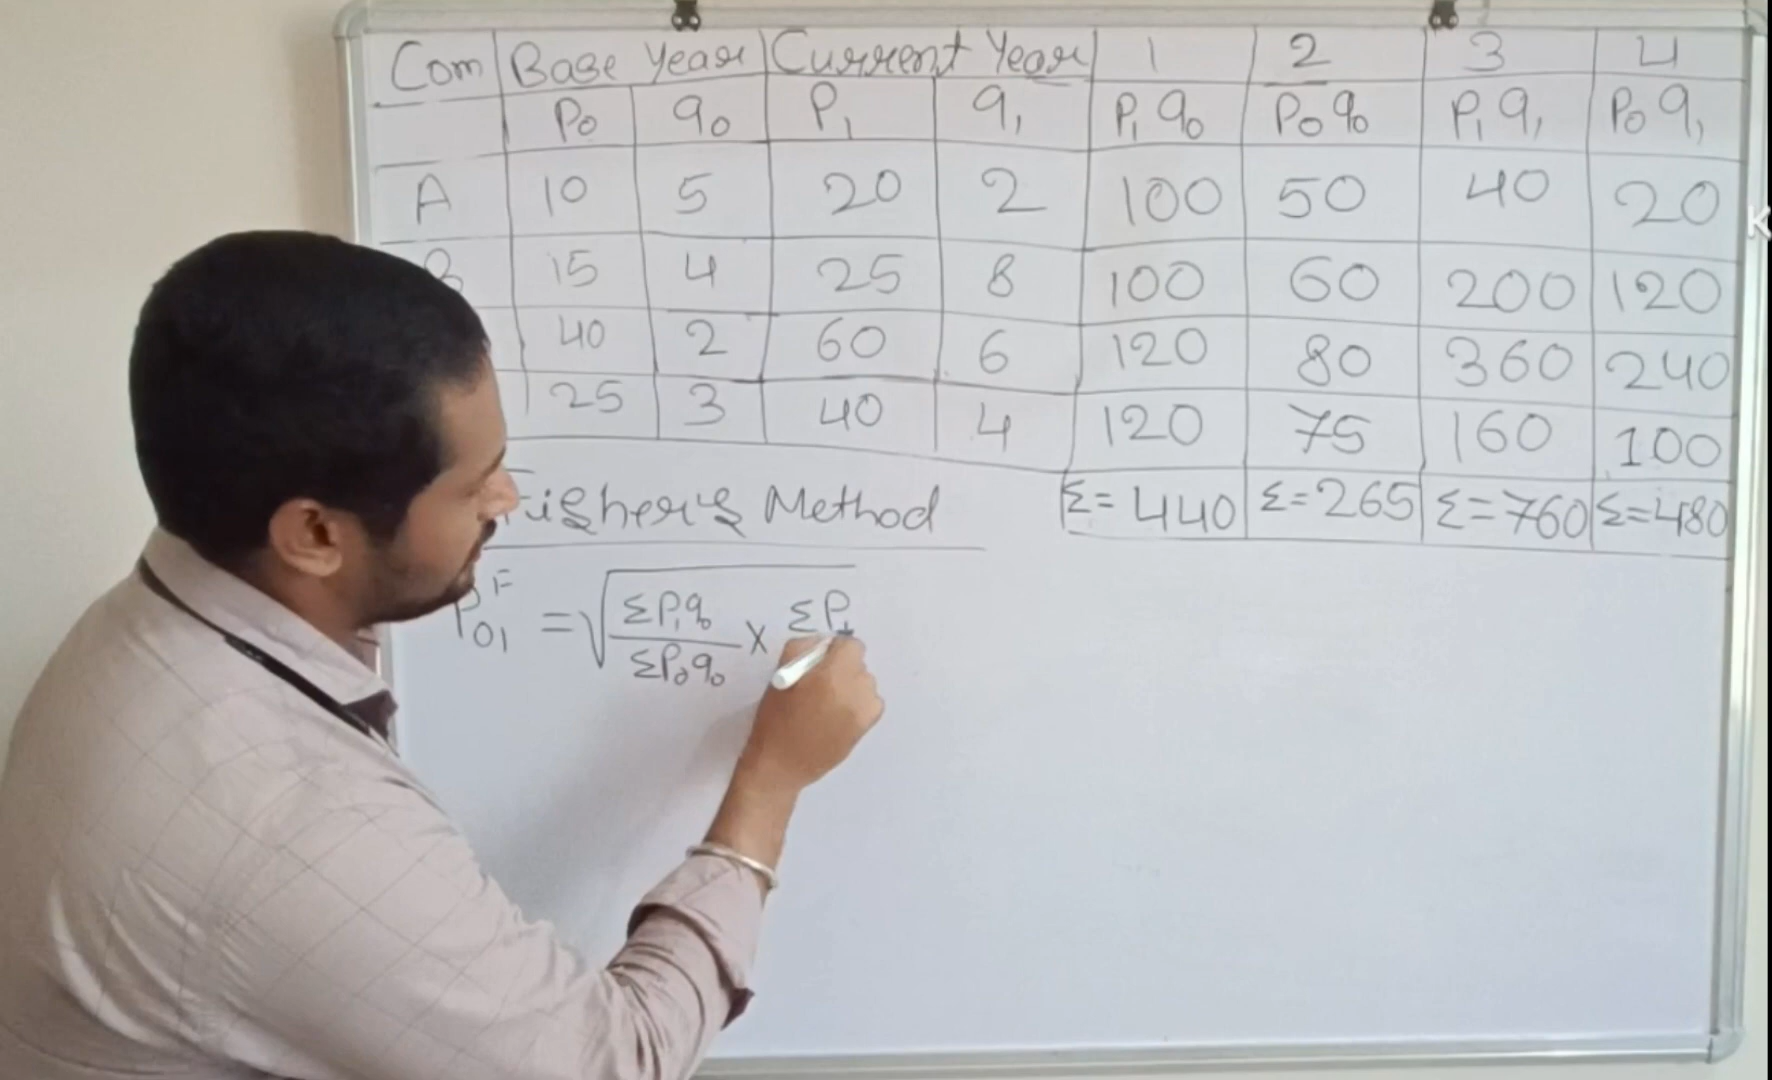 Com Base Year Current Year 1 2 3 4
P₀ q₀ P₁ q₁ P₁q₀ P₀q₀ P₁q₁ P₀q₁
A 10 5 20 2 100 50 40 20
15 4 25 8 100 60 200 120
40 2 60 6 120 80 360 240
25 3 40 4 120 75 160 100
Fisher's Method Σ=440 Σ=265 Σ=760 Σ=480
P₀₁ᶠ = √ΣP₁q₀/ΣP₀q₀ × ΣP₁